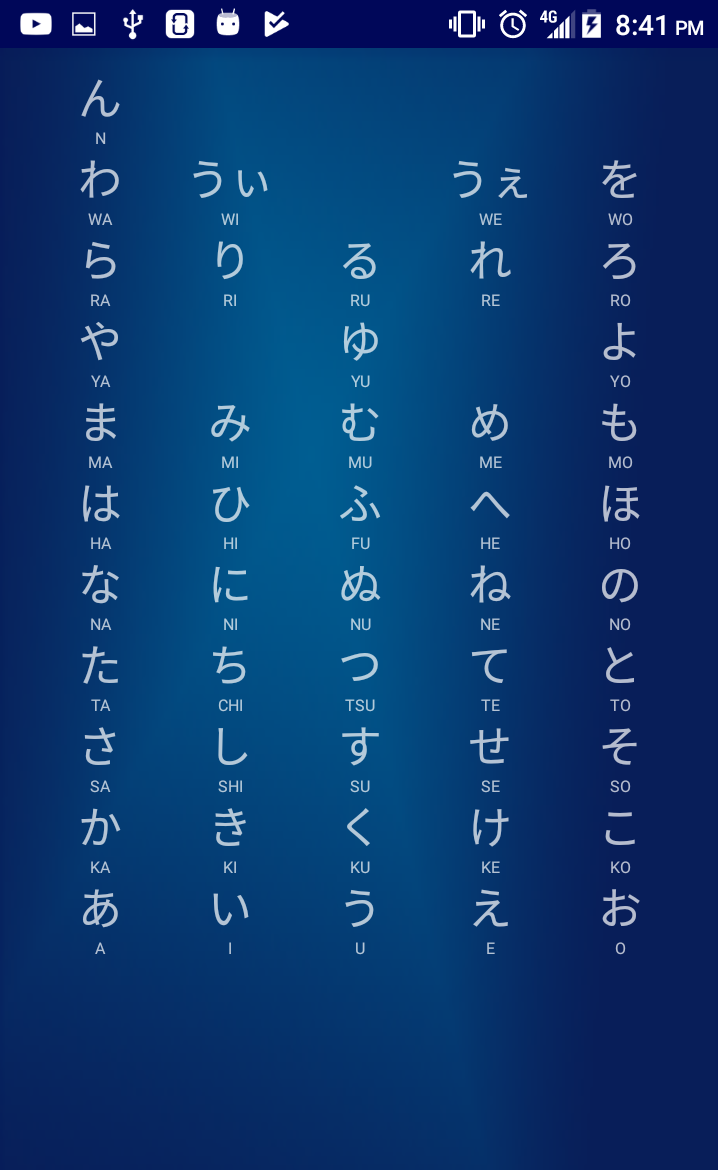 4G 8:41 PM
ん
N
わ うぃ うぇ を
WA WI WE WO
ら り る れ ろ
RA RI RU RE RO
や ゆ よ
YA YU YO
ま み む め も
MA MI MU ME MO
は ひ ふ へ ほ
HA HI FU HE HO
な に ぬ ね の
NA NI NU NE NO
た ち つ て と
TA CHI TSU TE TO
さ し す せ そ
SA SHI SU SE SO
か き く け こ
KA KI KU KE KO
あ い う え お
A I U E O